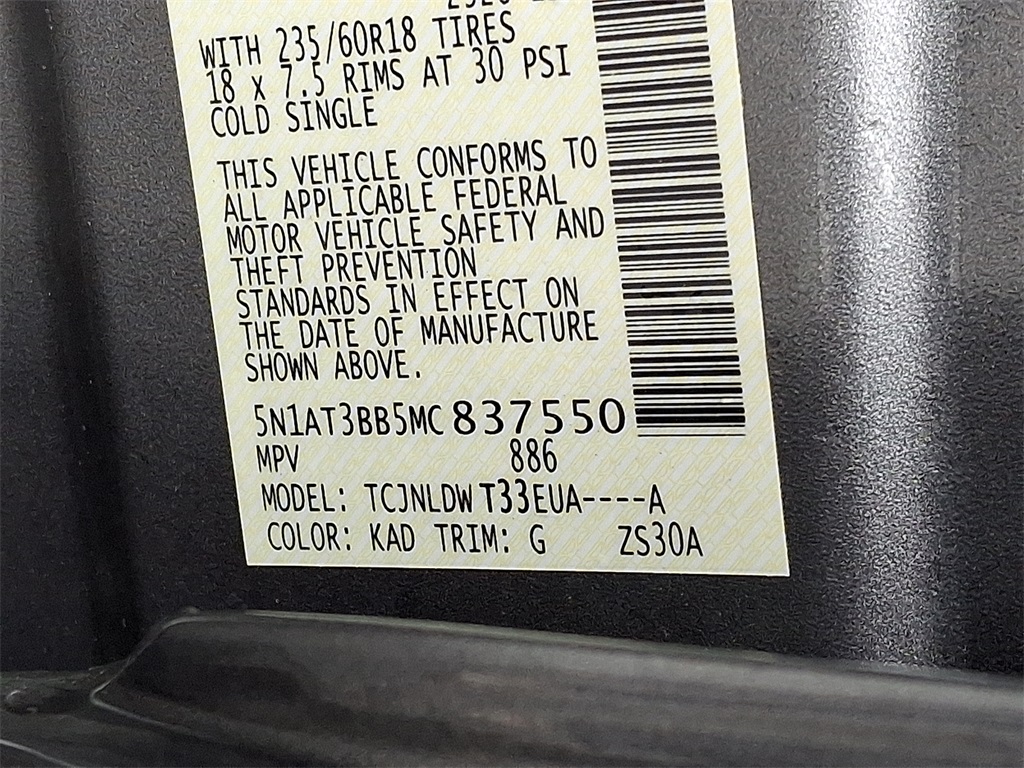 WITH 235/60R18 TIRES
18 x 7.5 RIMS AT 30 PSI
COLD SINGLE
THIS VEHICLE CONFORMS TO
ALL APPLICABLE FEDERAL
MOTOR VEHICLE SAFETY AND
THEFT PREVENTION
STANDARDS IN EFFECT ON
THE DATE OF MANUFACTURE
SHOWN ABOVE.
5N1AT3BB5MC837550
MPV 886
MODEL: TCJNLDWT33EUA----A
COLOR: KAD TRIM: G ZS30A